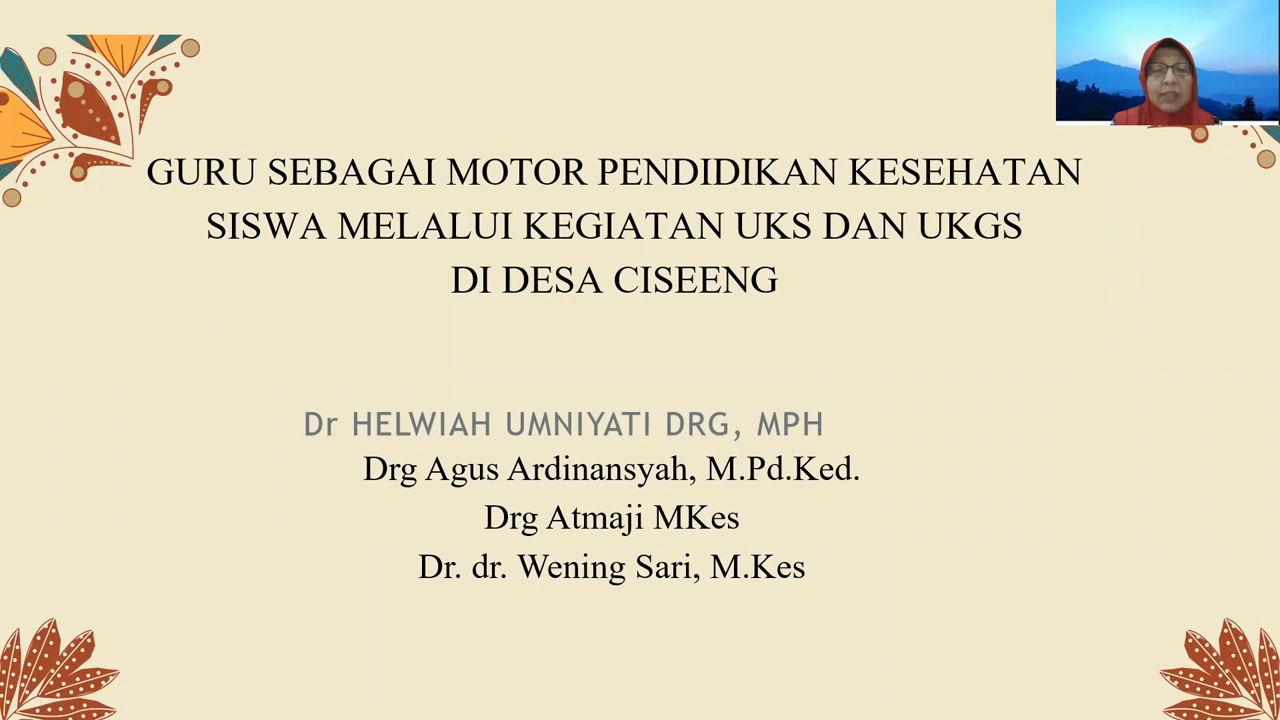 GURU SEBAGAI MOTOR PENDIDIKAN KESEHATAN
SISWA MELALUI KEGIATAN UKS DAN UKGS
DI DESA CISEENG
Dr HELWIAH UMNIYATI DRG, MPH
Drg Agus Ardinansyah, M.Pd.Ked.
Drg Atmaji MKes
Dr. dr. Wening Sari, M.Kes